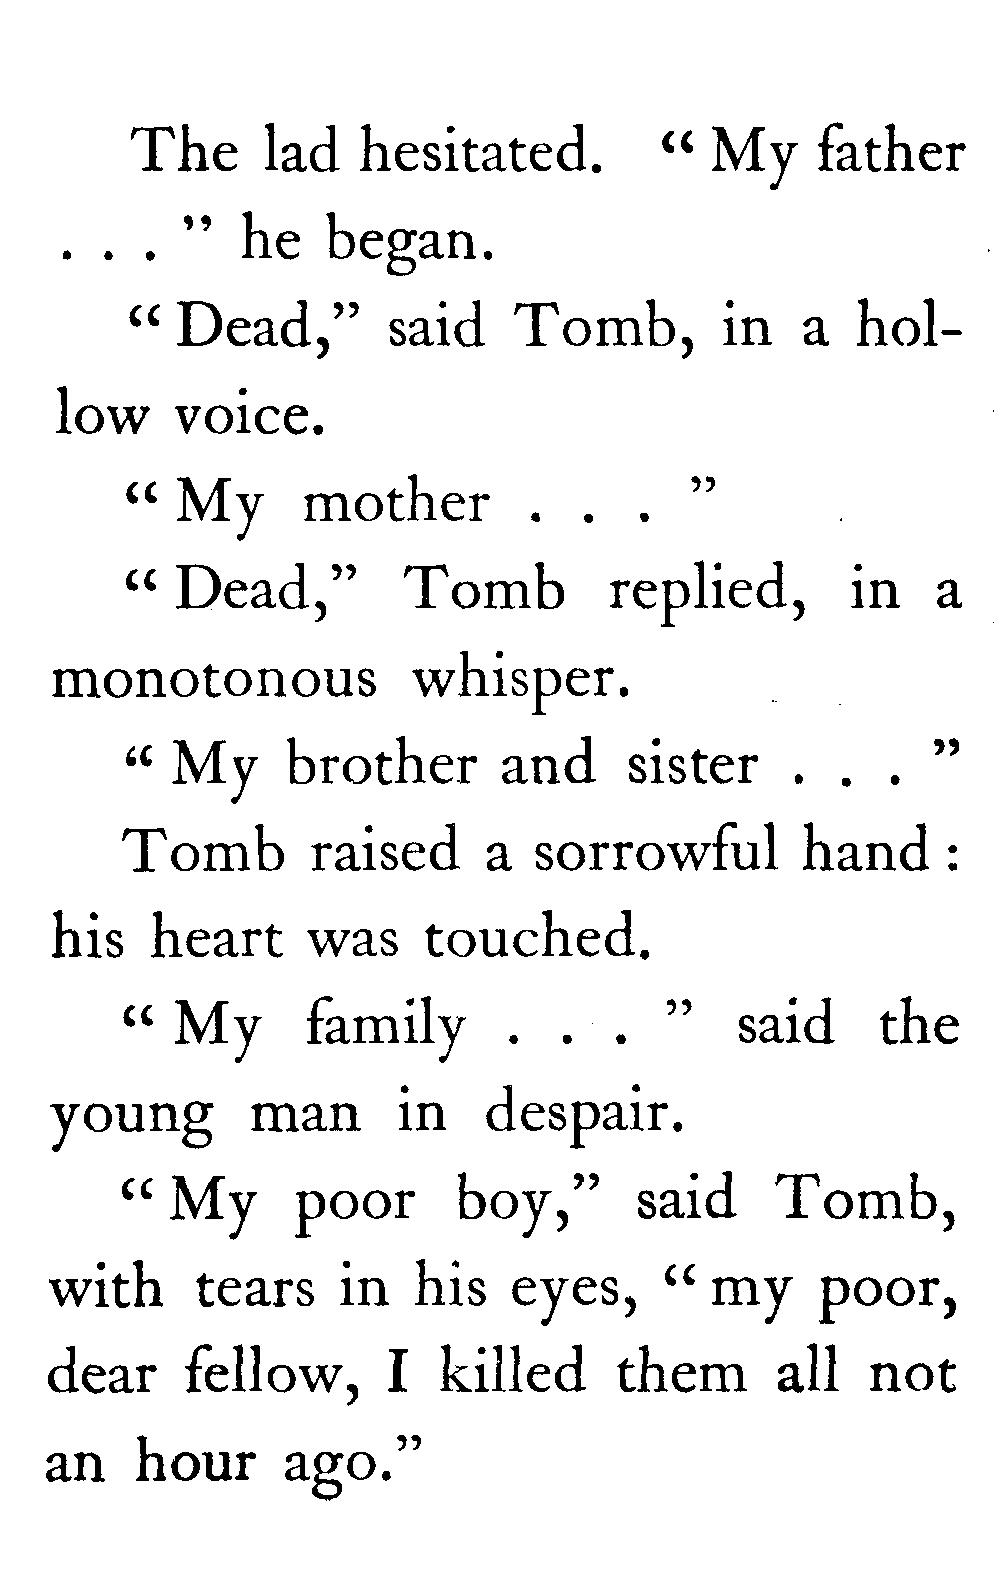 The lad hesitated. “ My father
. . . ” he began.
“ Dead,” said Tomb, in a hol-
low voice.
“ My mother . . . ”
“ Dead,” Tomb replied, in a
monotonous whisper.
“ My brother and sister . . . ”
Tomb raised a sorrowful hand :
his heart was touched.
“ My family . . . ” said the
young man in despair.
“ My poor boy,” said Tomb,
with tears in his eyes, “ my poor,
dear fellow, I killed them all not
an hour ago.”